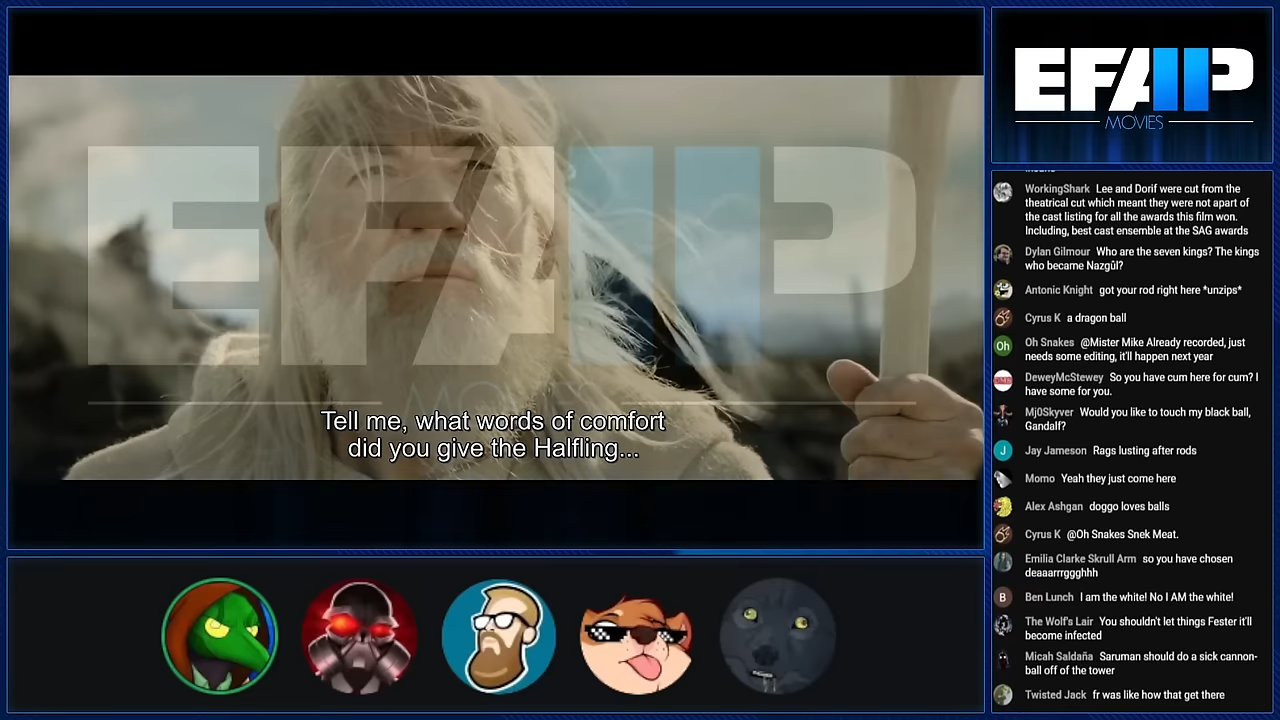 EFAP
MOVIES
Tell me, what words of comfort
did you give the Halfling...
EFAP
MOVIES
WorkingShark Lee and Dorif were cut from the
theatrical cut which meant they were not apart of
the cast listing for all the awards this film won.
Including, best cast ensemble at the SAG awards
Dylan Gilmour Who are the seven kings? The kings
who became Nazgûl?
Antonic Knight got your rod right here *unzips*
Cyrus K a dragon ball
Oh
Oh Snakes @Mister Mike Already recorded, just
needs some editing, it'll happen next year
DeweyMcStewey So you have cum here for cum? I
have some for you.
Mj0Skyver Would you like to touch my black ball,
Gandalf?
J
Jay Jameson Rags lusting after rods
Momo Yeah they just come here
Alex Ashgan doggo loves balls
Cyrus K @Oh Snakes Snek Meat.
Emilia Clarke Skrull Arm so you have chosen
deaaarrrggghhh
B
Ben Lunch I am the white! No I AM the white!
The Wolf's Lair You shouldn't let things Fester it'll
become infected
Micah Saldaña Saruman should do a sick cannon-
ball off of the tower
Twisted Jack fr was like how that get there